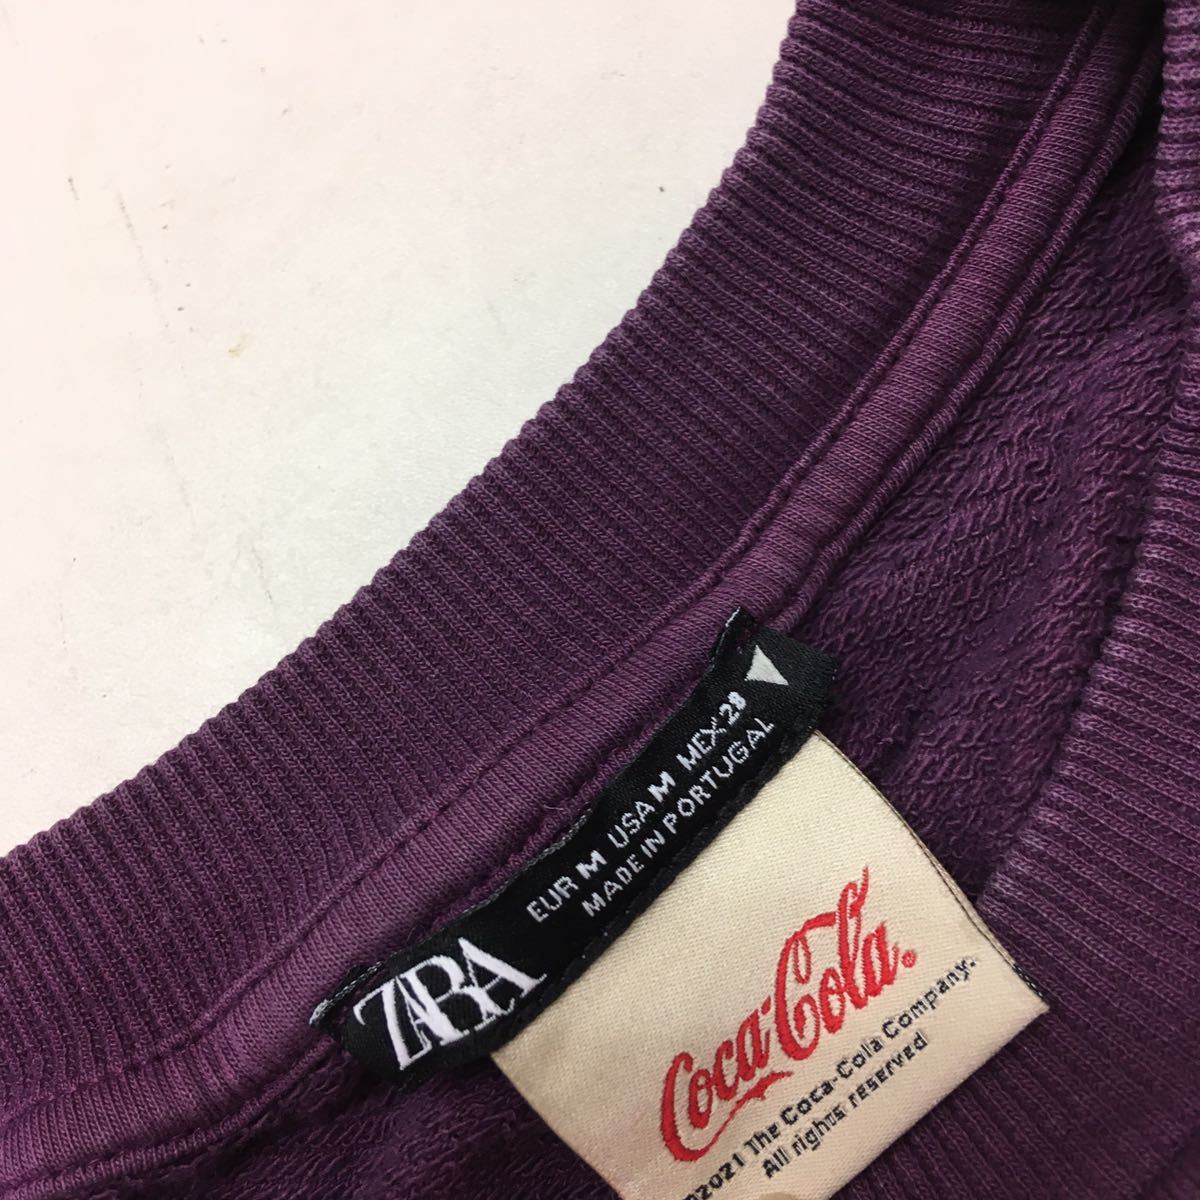 ZARA
EUR M USA M MEX 28
MADE IN PORTUGAL
Coca-Cola®
©2021 The Coca-Cola Company.
All rights reserved